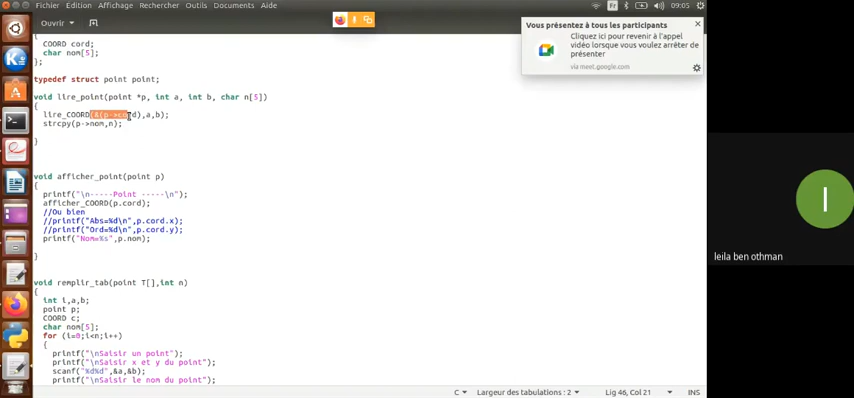 Fichier Édition Affichage Rechercher Outils Documents Aide
Fr
09:05
Ouvrir
Vous présentez à tous les participants
Cliquez ici pour revenir à l'appel
vidéo lorsque vous voulez arrêter de
présenter
via meet.google.com
{
COORD cord;
char nom[5];
};
typedef struct point point;
void lire_point(point *p, int a, int b, char n[5])
{
lire_COORD(&(p->cord),a,b);
strcpy(p->nom,n);
}
void afficher_point(point p)
{
printf("\n-----Point -----\n");
afficher_COORD(p.cord);
//Ou bien
//printf("Abs=%d\n",p.cord.x);
//printf("Ord=%d\n",p.cord.y);
printf("Nom=%s",p.nom);
}
void remplir_tab(point T[],int n)
{
int i,a,b;
point p;
COORD c;
char nom[5];
for (i=0;i<n;i++)
{
printf("\nSaisir un point");
printf("\nSaisir x et y du point");
scanf("%d%d",&a,&b);
printf("\nSaisir le nom du point");
C Largeur des tabulations : 2 Lig 46, Col 21 INS
I
leila ben othman